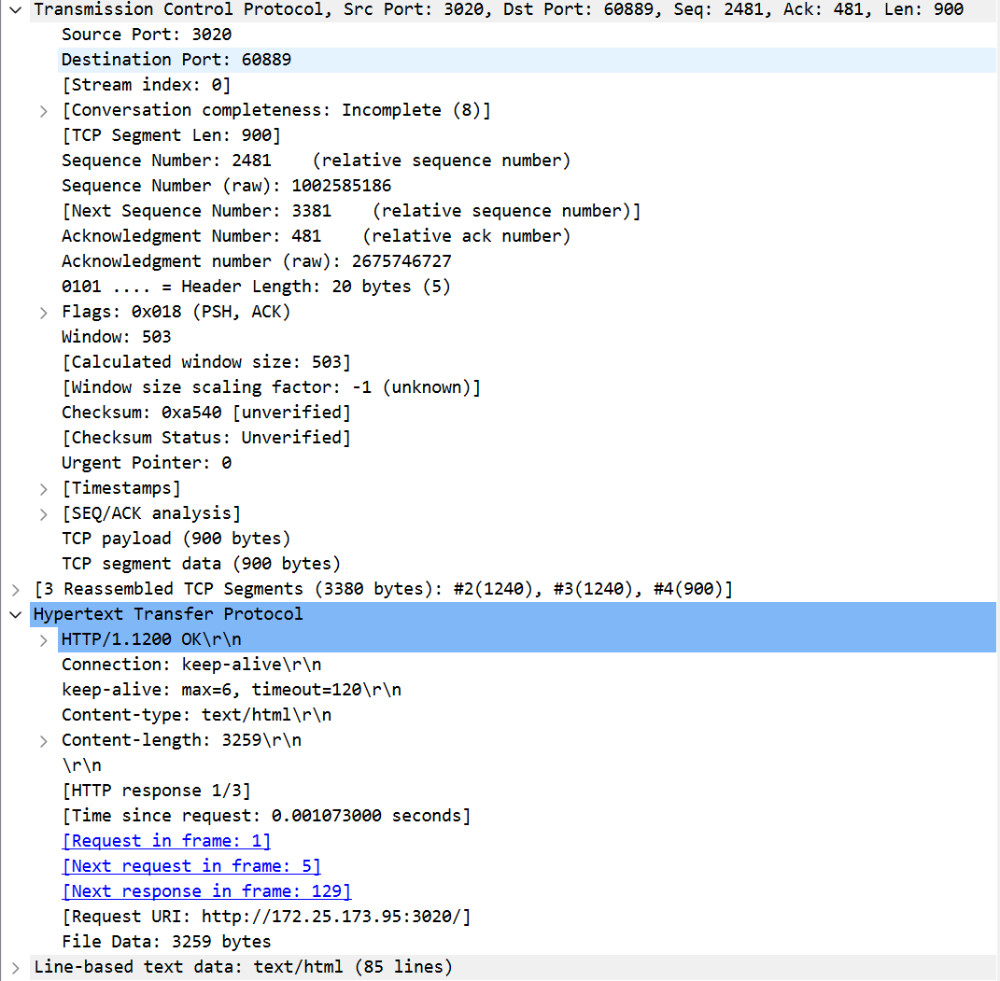 Transmission Control Protocol, Src Port: 3020, Dst Port: 60889, Seq: 2481, Ack: 481, Len: 900
Source Port: 3020
Destination Port: 60889
[Stream index: 0]
[Conversation completeness: Incomplete (8)]
[TCP Segment Len: 900]
Sequence Number: 2481    (relative sequence number)
Sequence Number (raw): 1002585186
[Next Sequence Number: 3381    (relative sequence number)]
Acknowledgment Number: 481    (relative ack number)
Acknowledgment number (raw): 2675746727
0101 .... = Header Length: 20 bytes (5)
Flags: 0x018 (PSH, ACK)
Window: 503
[Calculated window size: 503]
[Window size scaling factor: -1 (unknown)]
Checksum: 0xa540 [unverified]
[Checksum Status: Unverified]
Urgent Pointer: 0
[Timestamps]
[SEQ/ACK analysis]
TCP payload (900 bytes)
TCP segment data (900 bytes)
[3 Reassembled TCP Segments (3380 bytes): #2(1240), #3(1240), #4(900)]
Hypertext Transfer Protocol
HTTP/1.1200 OK\r\n
Connection: keep-alive\r\n
keep-alive: max=6, timeout=120\r\n
Content-type: text/html\r\n
Content-length: 3259\r\n
\r\n
[HTTP response 1/3]
[Time since request: 0.001073000 seconds]
[Request in frame: 1]
[Next request in frame: 5]
[Next response in frame: 129]
[Request URI: http://172.25.173.95:3020/]
File Data: 3259 bytes
Line-based text data: text/html (85 lines)